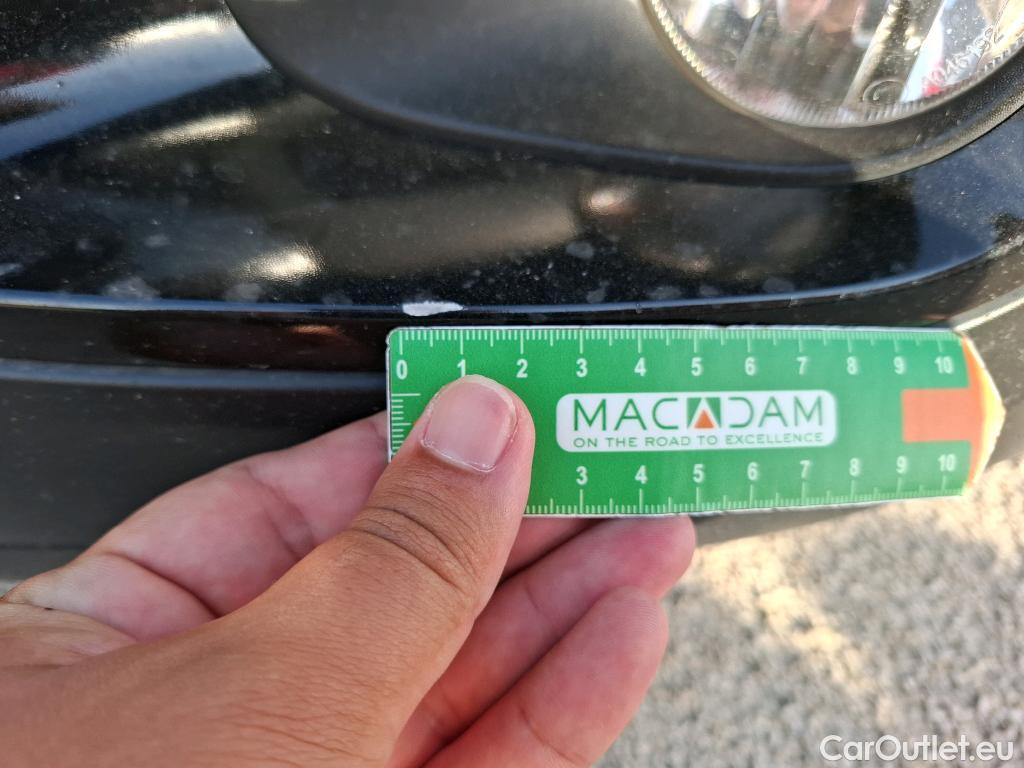 0 1 2 3 4 5 6 7 8 9 10
MACADAM
ON THE ROAD TO EXCELLENCE
3 4 5 6 7 8 9 10
CarOutlet.eu